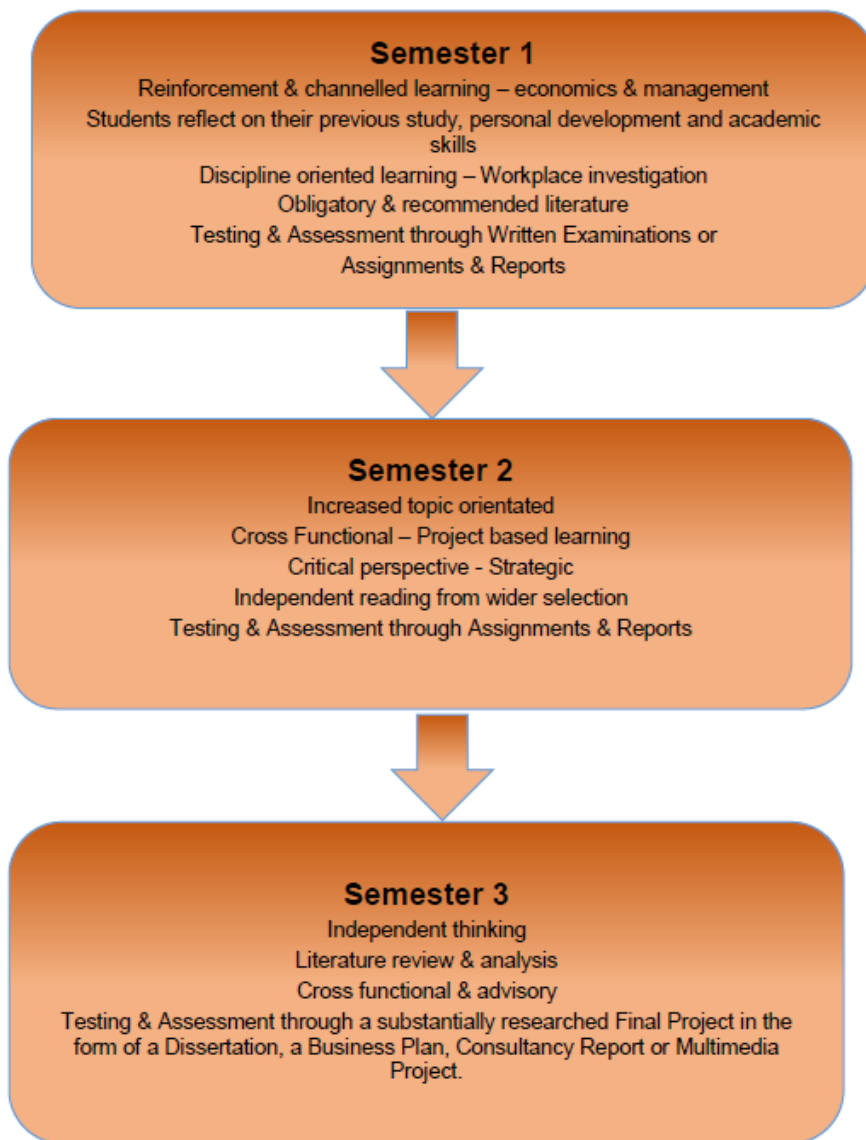 Semester 1
Reinforcement & channelled learning – economics & management
Students reflect on their previous study, personal development and academic
skills
Discipline oriented learning – Workplace investigation
Obligatory & recommended literature
Testing & Assessment through Written Examinations or
Assignments & Reports
Semester 2
Increased topic orientated
Cross Functional – Project based learning
Critical perspective - Strategic
Independent reading from wider selection
Testing & Assessment through Assignments & Reports
Semester 3
Independent thinking
Literature review & analysis
Cross functional & advisory
Testing & Assessment through a substantially researched Final Project in the
form of a Dissertation, a Business Plan, Consultancy Report or Multimedia
Project.